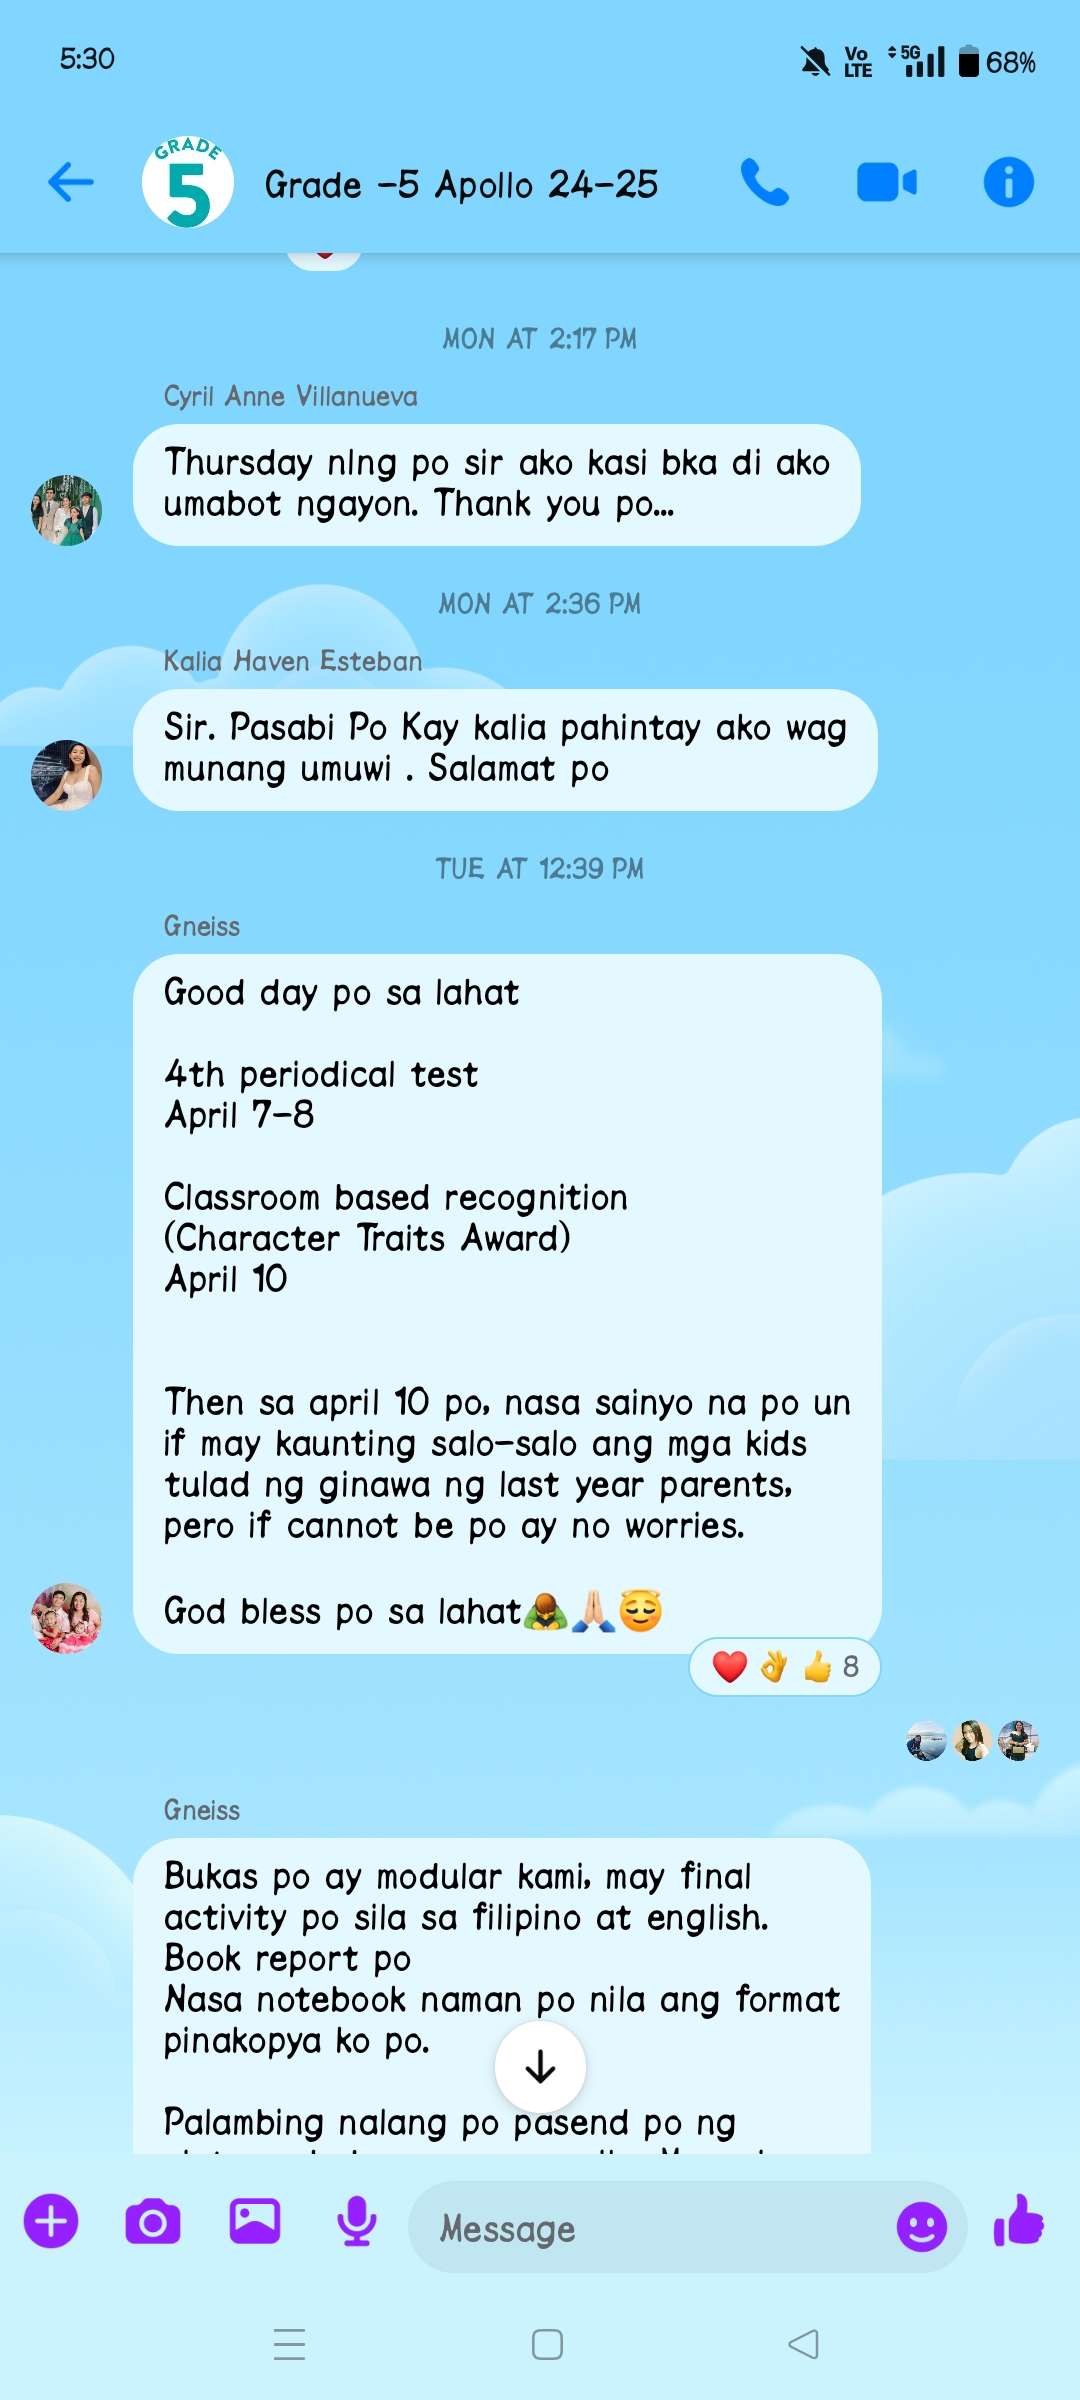 5:30
Vo
LTE
5G
68%
GRADE
5
Grade -5 Apollo 24-25
MON AT 2:17 PM
Cyril Anne Villanueva
Thursday nlng po sir ako kasi bka di ako
umabot ngayon. Thank you po...
MON AT 2:36 PM
Kalia Haven Esteban
Sir. Pasabi Po Kay kalia pahintay ako wag
munang umuwi . Salamat po
TUE AT 12:39 PM
Gneiss
Good day po sa lahat
4th periodical test
April 7-8
Classroom based recognition
(Character Traits Award)
April 10
Then sa april 10 po, nasa sainyo na po un
if may kaunting salo-salo ang mga kids
tulad ng ginawa ng last year parents,
pero if cannot be po ay no worries.
God bless po sa lahat🙇🙏😇
❤️👌👍 8
Gneiss
Bukas po ay modular kami, may final
activity po sila sa filipino at english.
Book report po
Nasa notebook naman po nila ang format
pinakopya ko po.
Palambing nalang po pasend po ng
Message